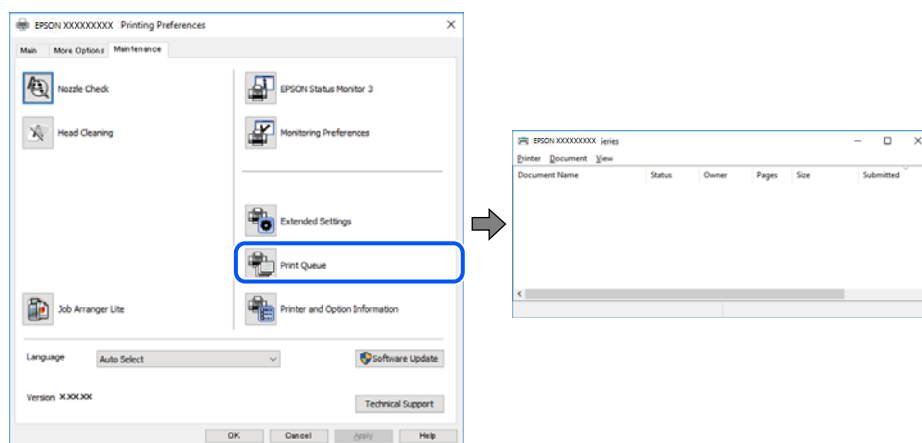 EPSON XXXXXXXXX Printing Preferences
Main More Options Maintenance
Nozzle Check
Head Cleaning
Job Arranger Lite
EPSON Status Monitor 3
Monitoring Preferences
Extended Settings
Print Queue
Printer and Option Information
Language Auto Select Software Update
Version X.XX.XX Technical Support
OK Cancel Apply Help
EPSON XXXXXXXXX ieries
Printer Document View
Document Name Status Owner Pages Size Submitted